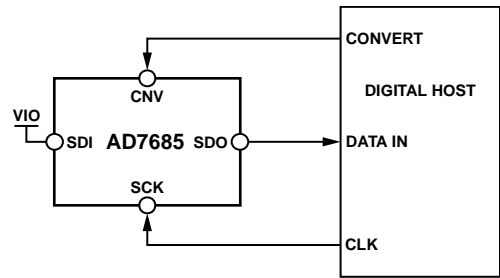 CONVERT
CNV
DIGITAL HOST
VIO
SDI AD7685 SDO
DATA IN
SCK
CLK